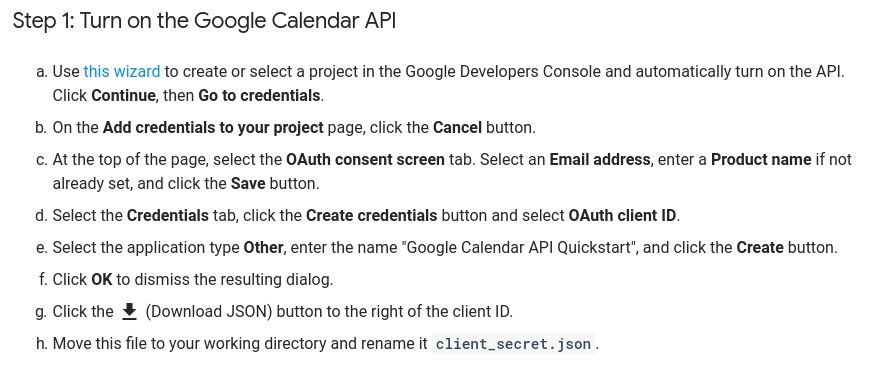 Step 1: Turn on the Google Calendar API
a. Use this wizard to create or select a project in the Google Developers Console and automatically turn on the API.
Click Continue, then Go to credentials.
b. On the Add credentials to your project page, click the Cancel button.
c. At the top of the page, select the OAuth consent screen tab. Select an Email address, enter a Product name if not
already set, and click the Save button.
d. Select the Credentials tab, click the Create credentials button and select OAuth client ID.
e. Select the application type Other, enter the name "Google Calendar API Quickstart", and click the Create button.
f. Click OK to dismiss the resulting dialog.
g. Click the (Download JSON) button to the right of the client ID.
h. Move this file to your working directory and rename it client_secret.json.